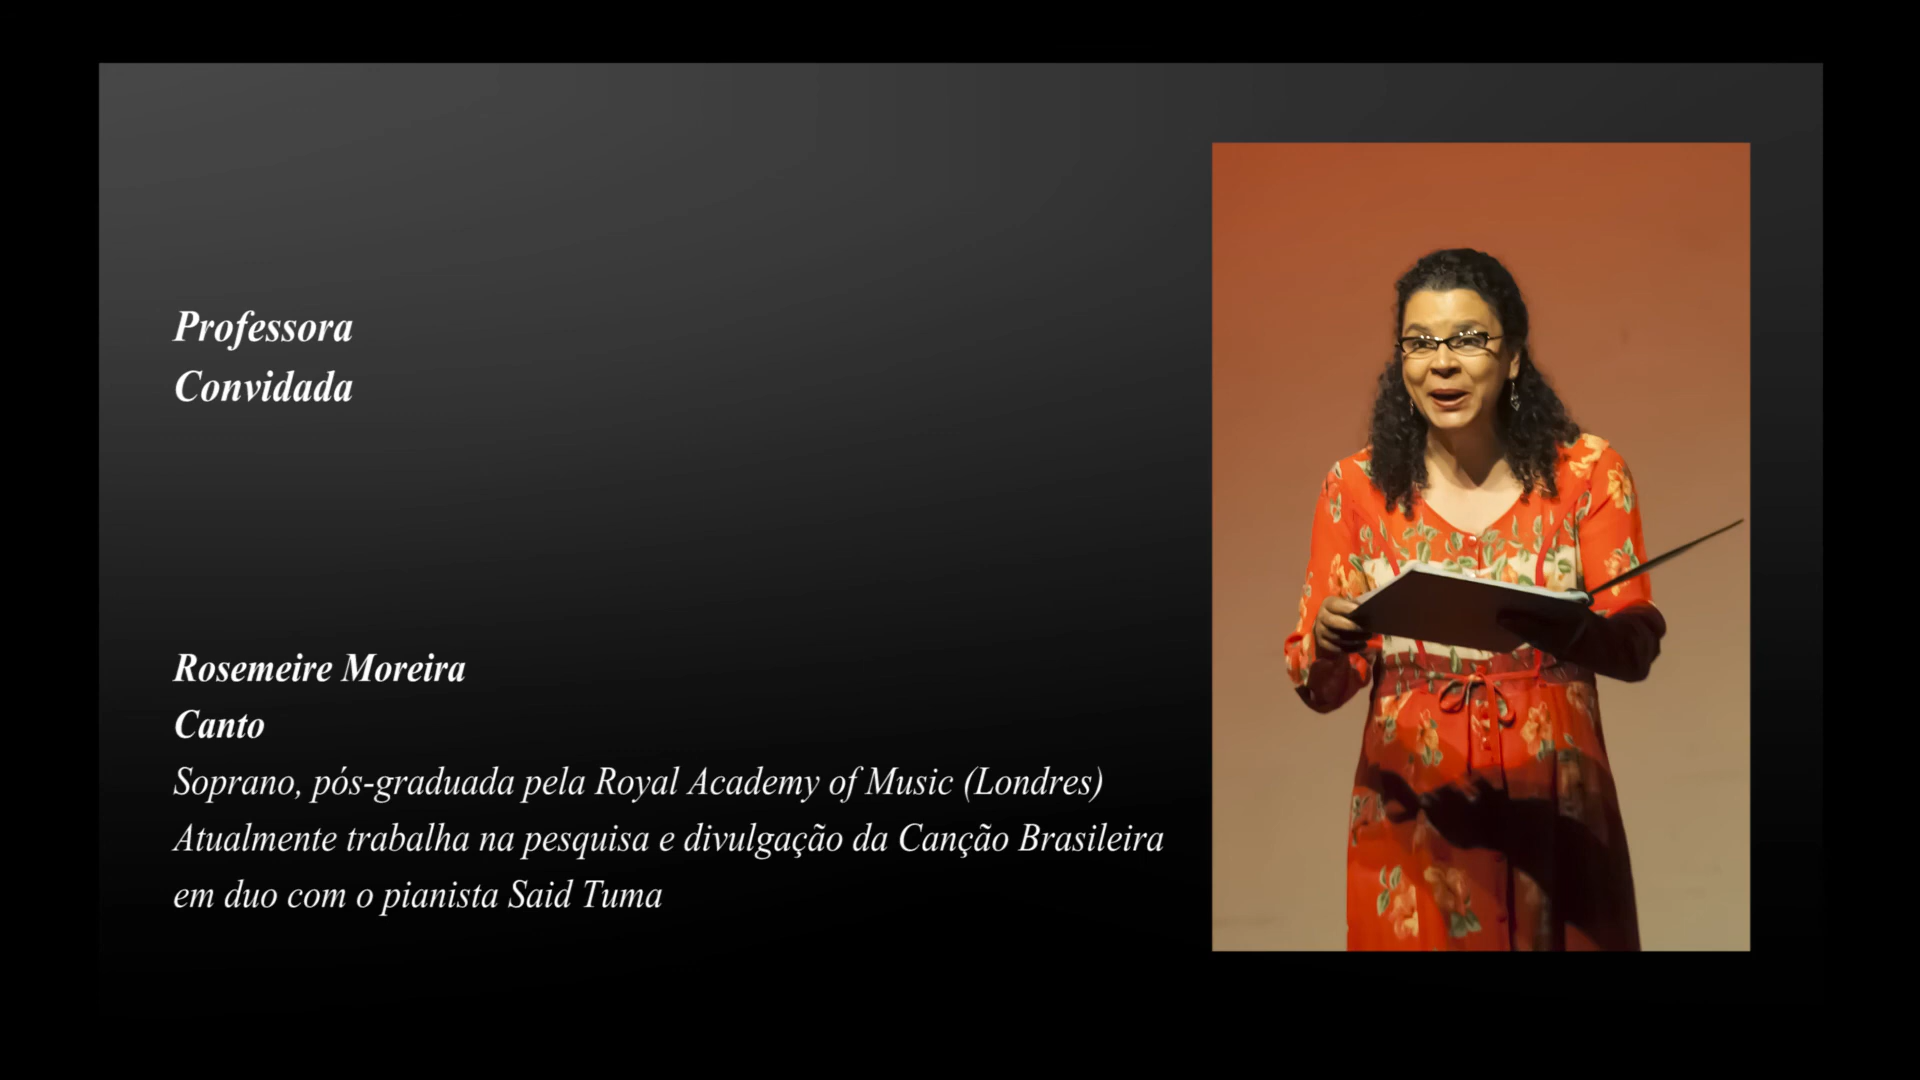 Professora
Convidada
Rosemeire Moreira
Canto
Soprano, pós-graduada pela Royal Academy of Music (Londres)
Atualmente trabalha na pesquisa e divulgação da Canção Brasileira
em duo com o pianista Said Tuma